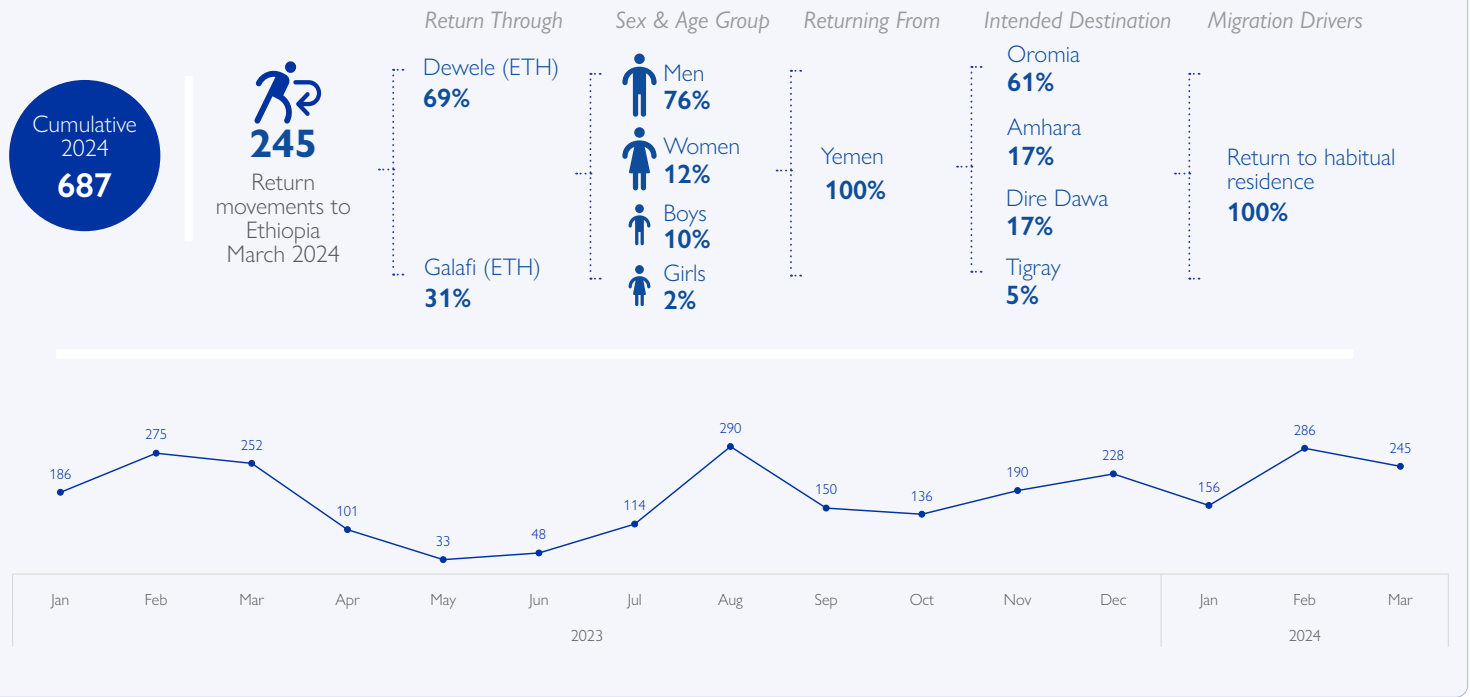 Return Through
Sex & Age Group
Returning From
Intended Destination
Migration Drivers
Cumulative
2024
687
245
Return
movements to
Ethiopia
March 2024
Dewele (ETH)
69%
Galafi (ETH)
31%
Men
76%
Women
12%
Boys
10%
Girls
2%
Yemen
100%
Oromia
61%
Amhara
17%
Dire Dawa
17%
Tigray
5%
Return to habitual
residence
100%
186
275
252
101
33
48
114
290
150
136
190
228
156
286
245
Jan
Feb
Mar
Apr
May
Jun
Jul
Aug
Sep
Oct
Nov
Dec
Jan
Feb
Mar
2023
2024